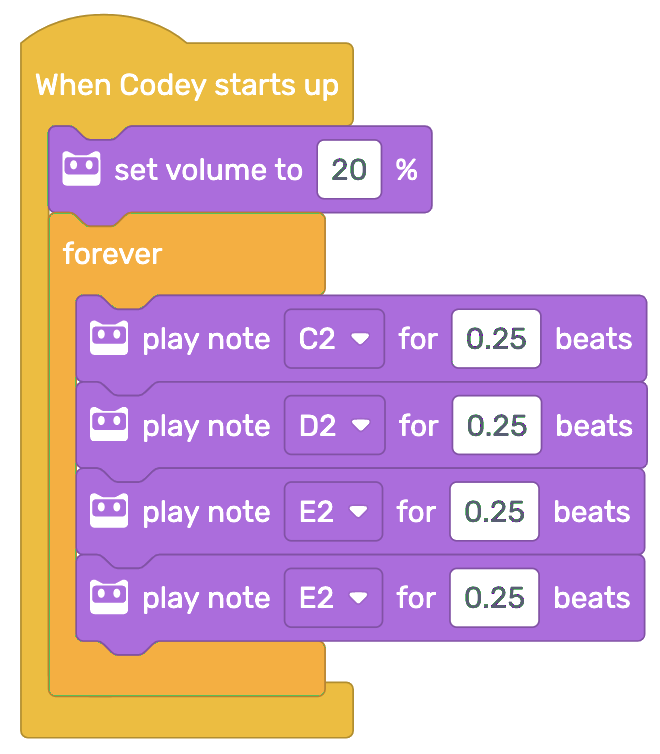 When Codey starts up
set volume to 20 %
forever
play note C2 for 0.25 beats
play note D2 for 0.25 beats
play note E2 for 0.25 beats
play note E2 for 0.25 beats